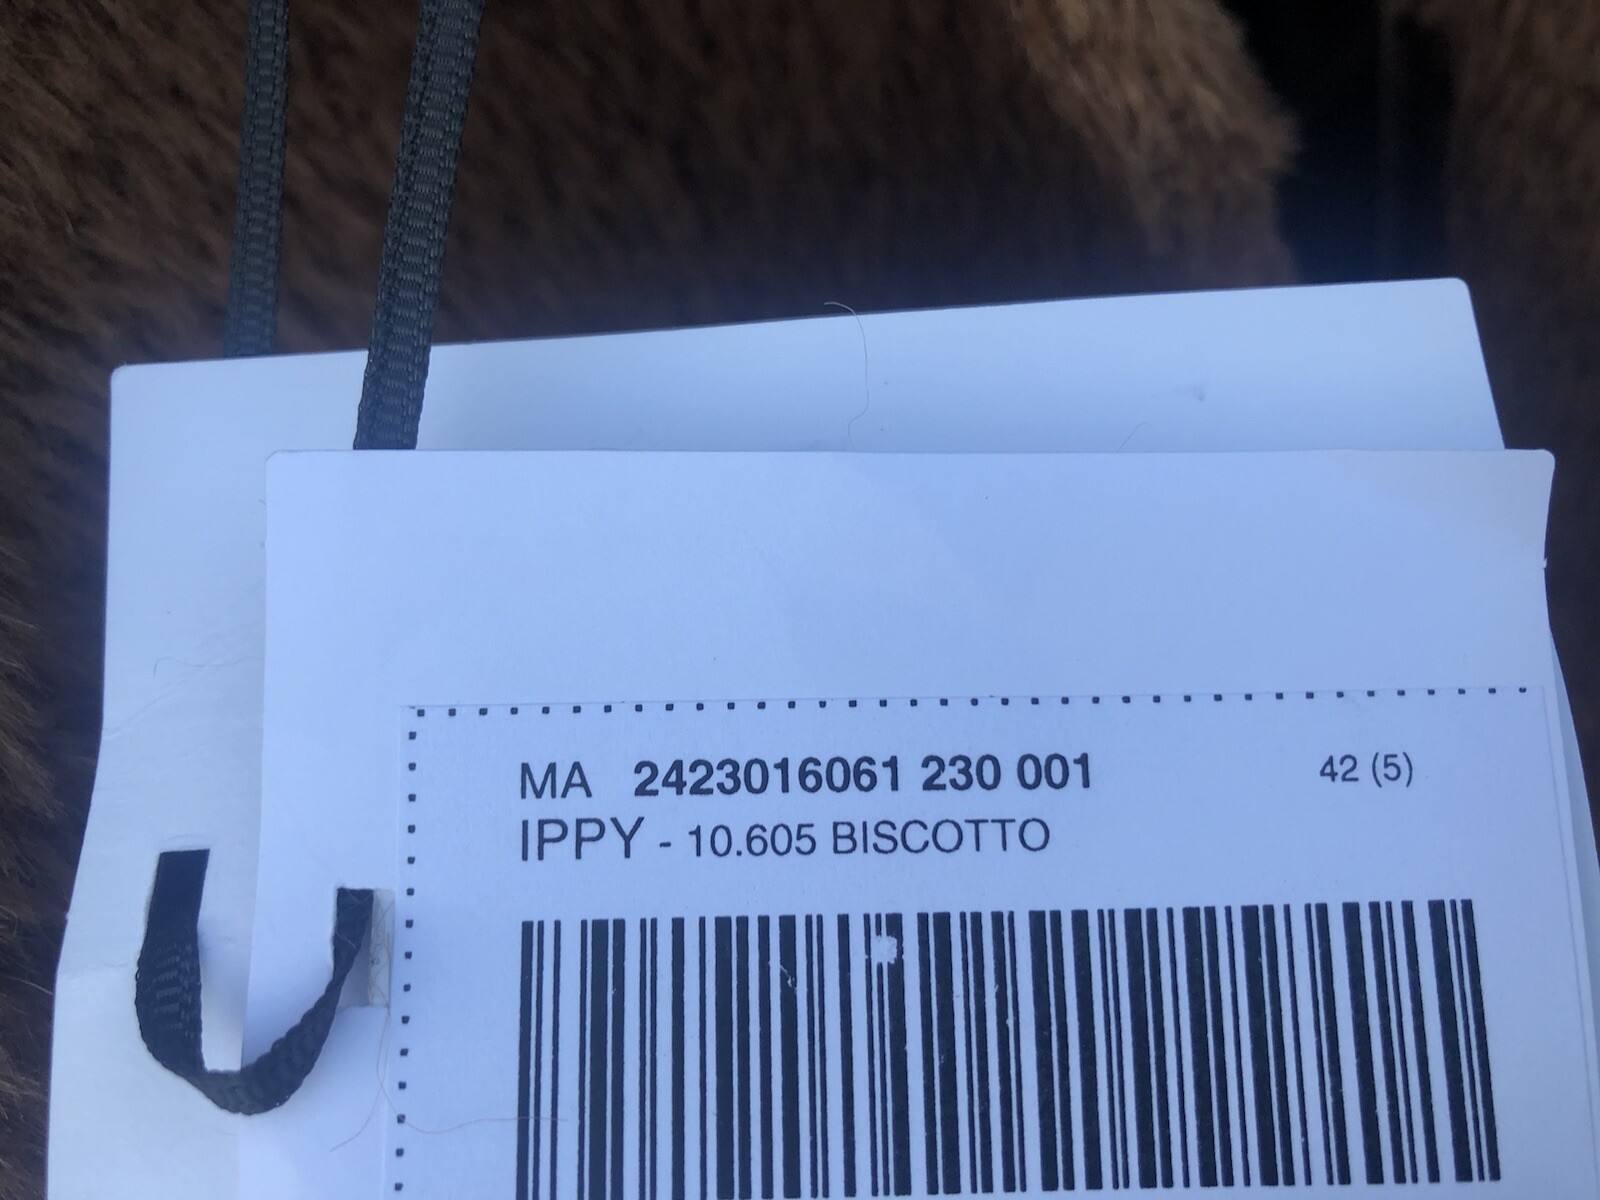 MA 2423016061 230 001 42 (5)
IPPY - 10.605 BISCOTTO